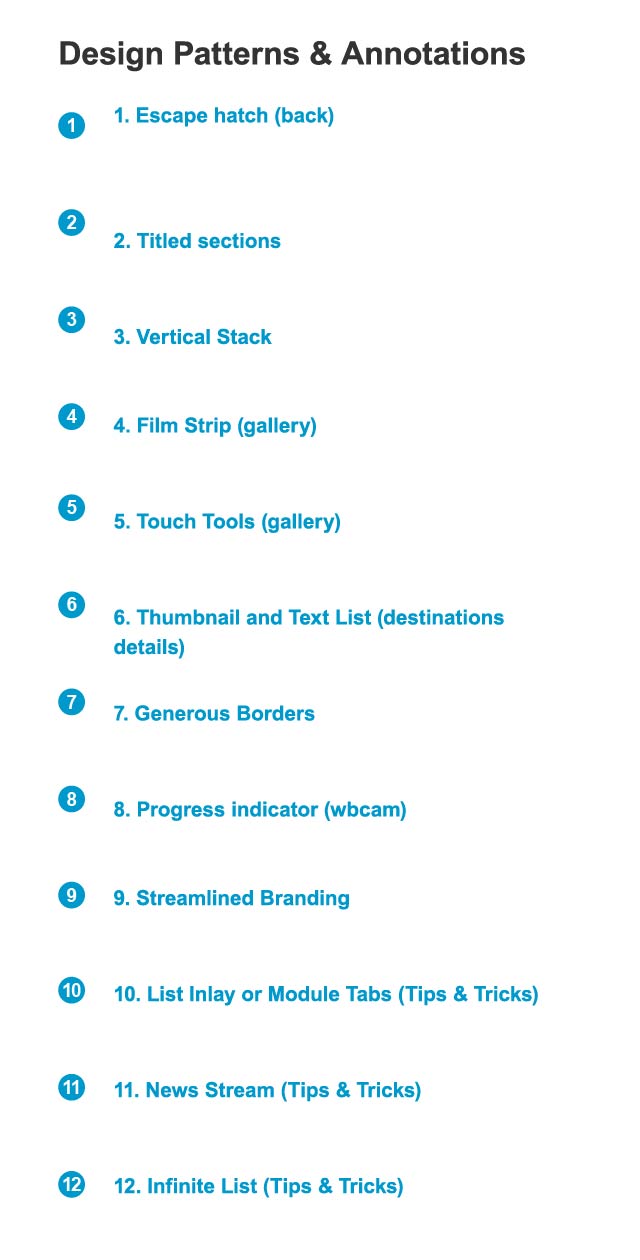 Design Patterns & Annotations
1
1. Escape hatch (back)
2
2. Titled sections
3
3. Vertical Stack
4
4. Film Strip (gallery)
5
5. Touch Tools (gallery)
6
6. Thumbnail and Text List (destinations
details)
7
7. Generous Borders
8
8. Progress indicator (wbcam)
9
9. Streamlined Branding
10
10. List Inlay or Module Tabs (Tips & Tricks)
11
11. News Stream (Tips & Tricks)
12
12. Infinite List (Tips & Tricks)